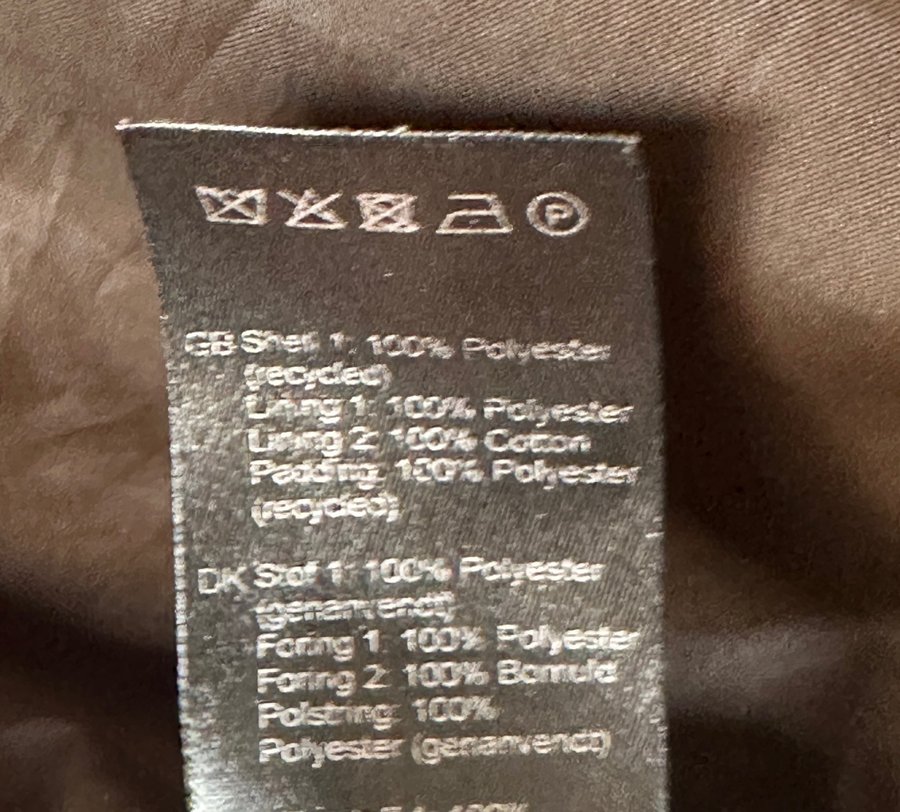 P
GB Shell 1: 100% Polyester
(recycled)
Lining 1: 100% Polyester
Lining 2: 100% Cotton
Padding: 100% Polyester
(recycled)
DK Stof 1: 100% Polyester
(genanvendt)
Foring 1: 100% Polyester
Foring 2: 100% Bomuld
Polstring: 100%
Polyester (genanvendt)
100%